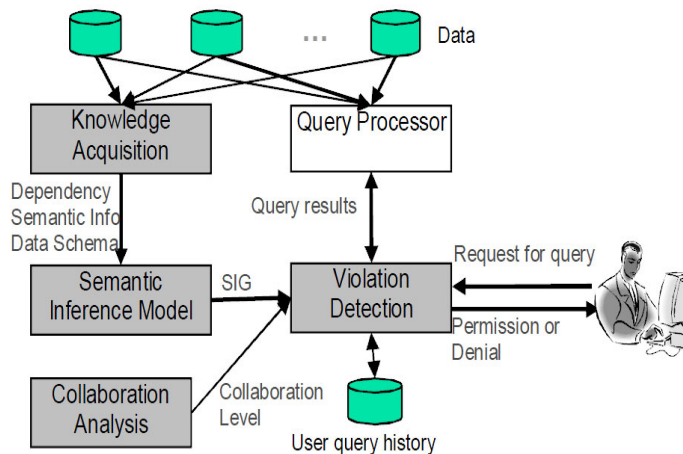 ... Data
Knowledge
Acquisition
Query Processor
Dependency
Semantic Info
Data Schema
Query results
Request for query
Semantic
Inference Model
SIG
Violation
Detection
Permission or
Denial
Collaboration
Analysis
Collaboration
Level
User query history